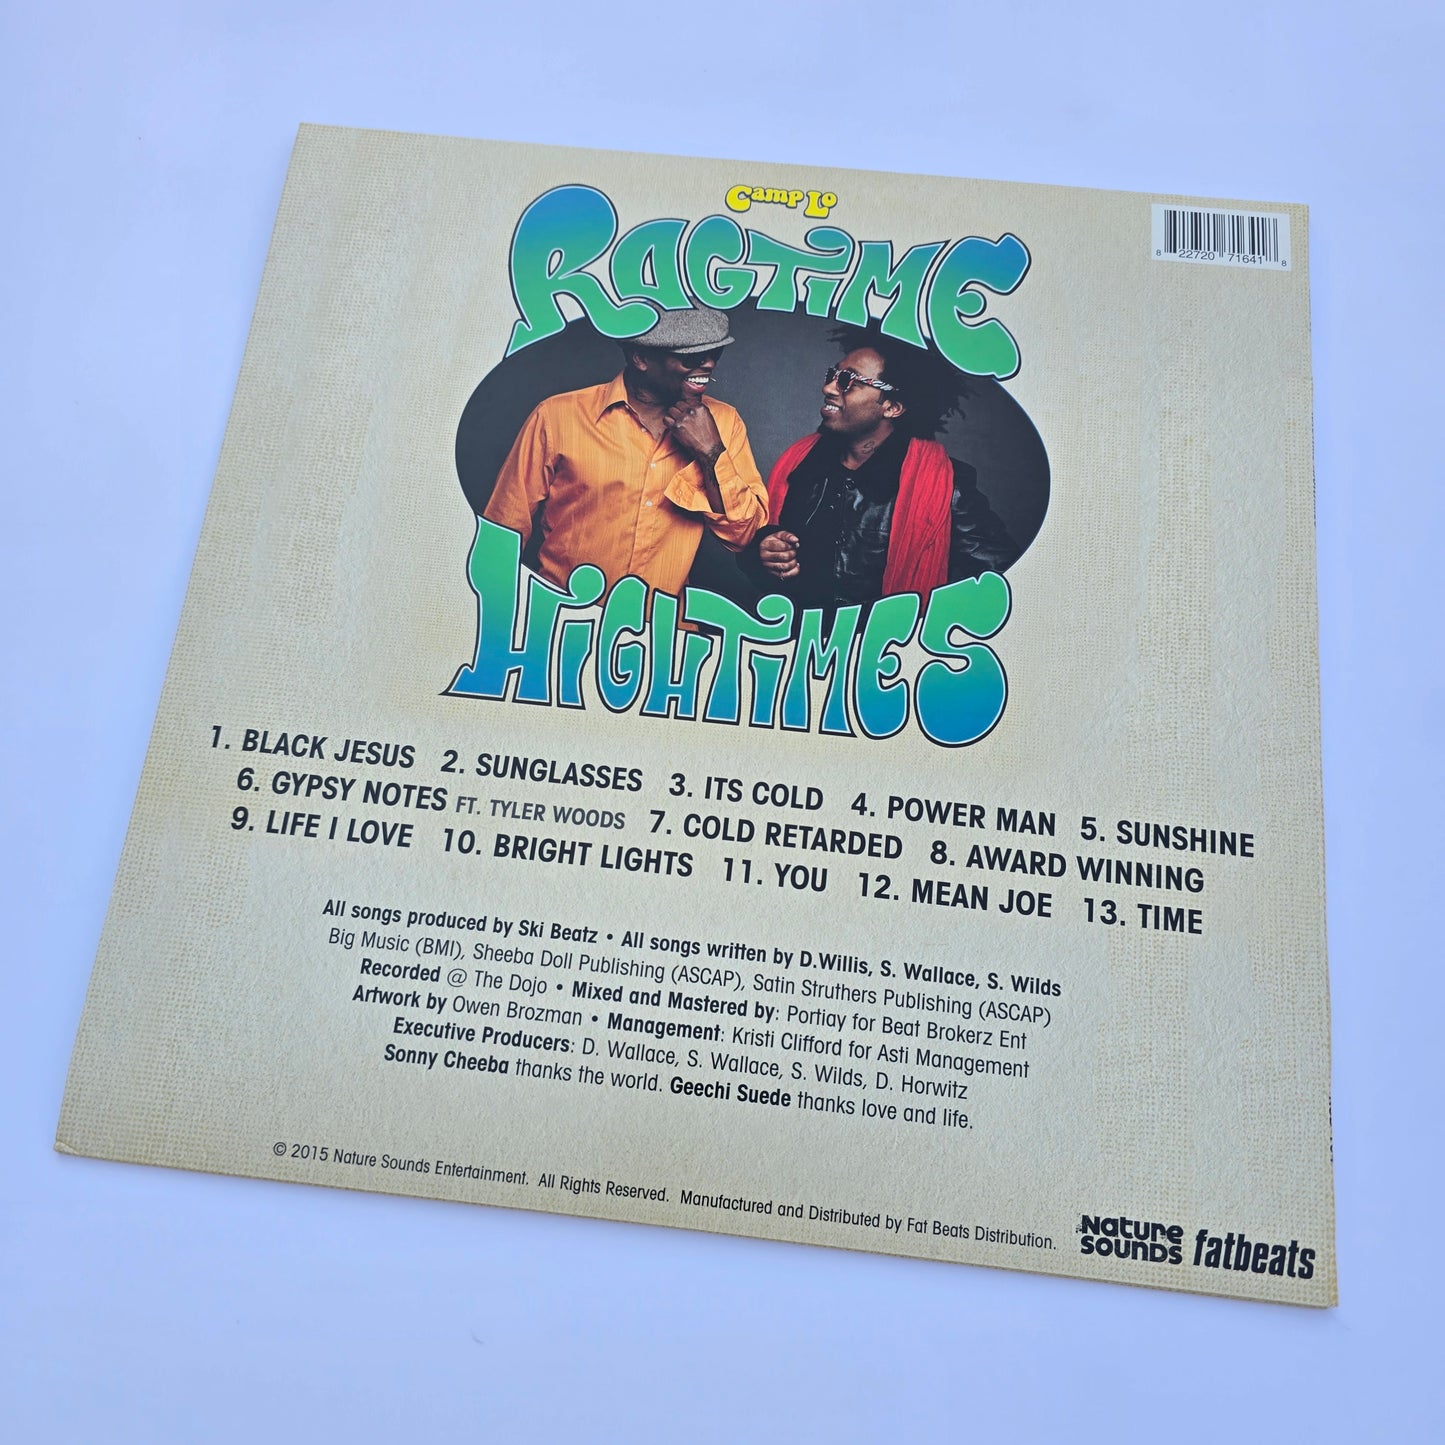 Camp Lo
RAGTIME
HIGHTIMES
8 22720 71641 8
1. BLACK JESUS 2. SUNGLASSES 3. ITS COLD 4. POWER MAN 5. SUNSHINE
6. GYPSY NOTES FT. TYLER WOODS 7. COLD RETARDED 8. AWARD WINNING
9. LIFE I LOVE 10. BRIGHT LIGHTS 11. YOU 12. MEAN JOE 13. TIME
All songs produced by Ski Beatz • All songs written by D.Willis, S. Wallace, S. Wilds
Big Music (BMI), Sheeba Doll Publishing (ASCAP), Satin Struthers Publishing (ASCAP)
Recorded @ The Dojo • Mixed and Mastered by: Portiay for Beat Brokerz Ent
Artwork by Owen Brozman • Management: Kristi Clifford for Asti Management
Executive Producers: D. Wallace, S. Wallace, S. Wilds, D. Horwitz
Sonny Cheeba thanks the world. Geechi Suede thanks love and life.
© 2015 Nature Sounds Entertainment. All Rights Reserved. Manufactured and Distributed by Fat Beats Distribution.
Nature
Sounds
fatbeats